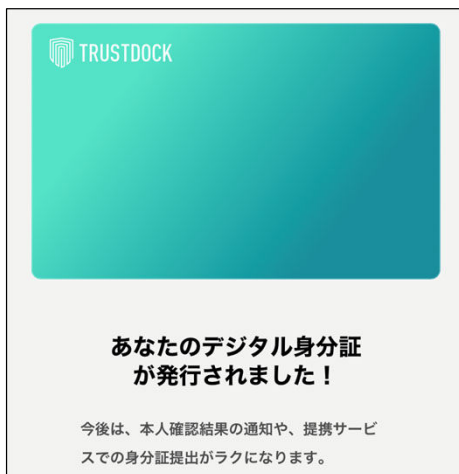 TRUSTDOCK
あなたのデジタル身分証
が発行されました！
今後は、本人確認結果の通知や、提携サービ
スでの身分証提出がラクになります。